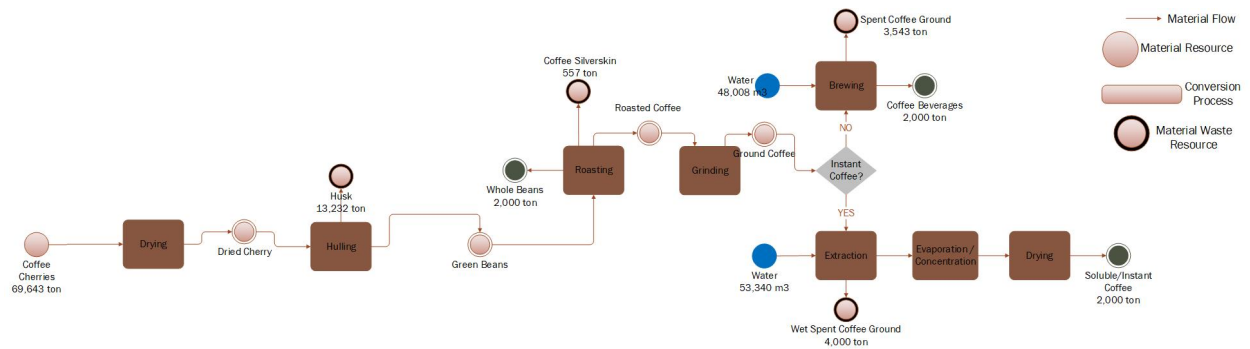 Spent Coffee Ground
3,543 ton
Material Flow
Material Resource
Coffee Silverskin
557 ton
Water
48,008 m3
Brewing
Conversion
Process
Roasted Coffee
Coffee Beverages
2,000 ton
NO
Material Waste
Resource
Ground Coffee
Roasting
Grinding
Instant
Coffee?
Whole Beans
2,000 ton
Husk
13,232 ton
YES
Drying
Dried Cherry
Hulling
Green Beans
Coffee
Cherries
69,643 ton
Water
53,340 m3
Extraction
Evaporation /
Concentration
Drying
Soluble/Instant
Coffee
2,000 ton
Wet Spent Coffee Ground
4,000 ton